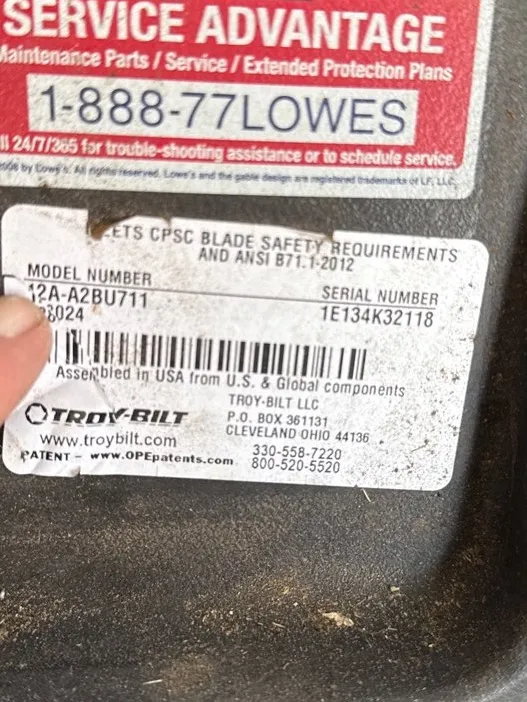 SERVICE ADVANTAGE
Maintenance Parts / Service / Extended Protection Plans
1-888-77LOWES
24/7/365 for trouble-shooting assistance or to schedule service.
by Lowe's. All rights reserved. Lowe's and the gable design are registered trademarks of LF, LLC.
ETS CPSC BLADE SAFETY REQUIREMENTS
AND ANSI B71.1-2012
MODEL NUMBER
12A-A2BU711
8024
SERIAL NUMBER
1E134K32118
Assembled in USA from U.S. & Global components
TROY-BILT
www.troybilt.com
PATENT - www.OPEpatents.com
TROY-BILT LLC
P.O. BOX 361131
CLEVELAND OHIO 44136
330-558-7220
800-520-5520